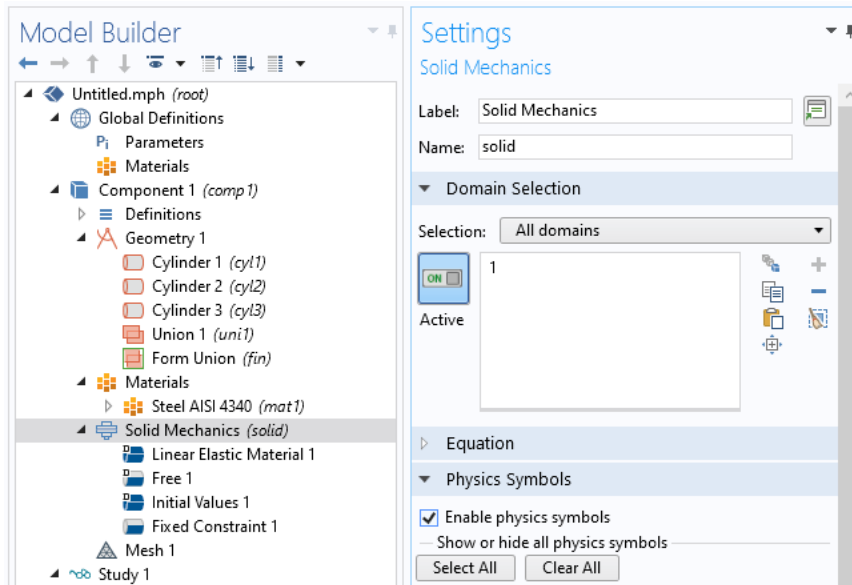 Model Builder
Untitled.mph (root)
Global Definitions
Pi Parameters
Materials
Component 1 (comp1)
Definitions
Geometry 1
Cylinder 1 (cyl1)
Cylinder 2 (cyl2)
Cylinder 3 (cyl3)
Union 1 (uni1)
Form Union (fin)
Materials
Steel AISI 4340 (mat1)
Solid Mechanics (solid)
Linear Elastic Material 1
Free 1
Initial Values 1
Fixed Constraint 1
Mesh 1
Study 1
Settings
Solid Mechanics
Label: Solid Mechanics
Name: solid
Domain Selection
Selection: All domains
ON
Active
1
Equation
Physics Symbols
Enable physics symbols
Show or hide all physics symbols
Select All Clear All